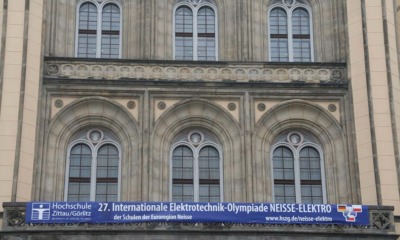 Hochschule
Zittau/Görlitz
27. Internationale Elektrotechnik-Olympiade NEISSE-ELEKTRO
der Schulen der Euroregion Neisse
www.hszg.de/neisse-elektro